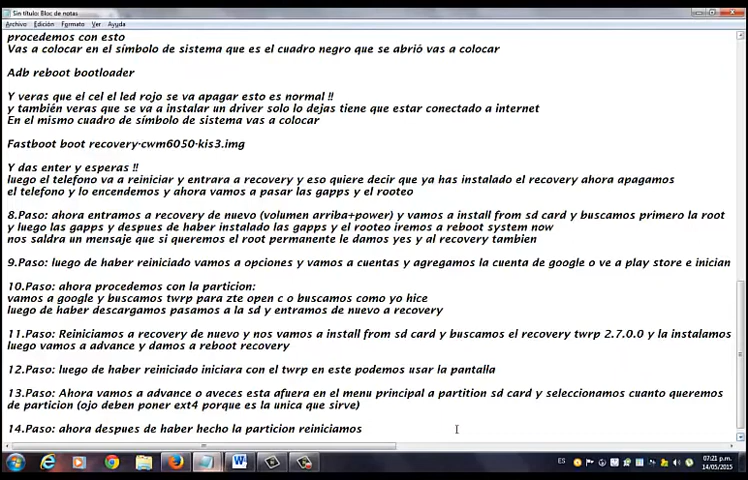 Sin título: Bloc de notas
Archivo Edición Formato Ver Ayuda
procedemos con esto
Vas a colocar en el símbolo de sistema que es el cuadro negro que se abrió vas a colocar
Adb reboot bootloader
Y veras que el cel el led rojo se va apagar esto es normal !!
y también veras que se va a instalar un driver solo lo dejas tiene que estar conectado a internet
En el mismo cuadro de símbolo de sistema vas a colocar
Fastboot boot recovery-cwm6050-kis3.img
Y das enter y esperas !!
luego el telefono va a reiniciar y entrara a recovery y eso quiere decir que ya has instalado el recovery ahora apagamos
el telefono y lo encendemos y ahora vamos a pasar las gapps y el rooteo
8.Paso: ahora entramos a recovery de nuevo (volumen arriba+power) y vamos a install from sd card y buscamos primero la root
y luego las gapps y despues de haber instalado las gapps y el rooteo iremos a reboot system now
nos saldra un mensaje que si queremos el root permanente le damos yes y al recovery tambien
9.Paso: luego de haber reiniciado vamos a opciones y vamos a cuentas y agregamos la cuenta de google o ve a play store e inician
10.Paso: ahora procedemos con la particion:
vamos a google y buscamos twrp para zte open c o buscamos como yo hice
luego de haber descargamos pasamos a la sd y entramos de nuevo a recovery
11.Paso: Reiniciamos a recovery de nuevo y nos vamos a install from sd card y buscamos el recovery twrp 2.7.0.0 y la instalamos
luego vamos a advance y damos a reboot recovery
12.Paso: luego de haber reiniciado iniciara con el twrp en este podemos usar la pantalla
13.Paso: Ahora vamos a advance o aveces esta afuera en el menu principal a partition sd card y seleccionamos cuanto queremos
de particion (ojo deben poner ext4 porque es la unica que sirve)
14.Paso: ahora despues de haber hecho la particion reiniciamos
ES
07:21 p.m.
14/05/2015